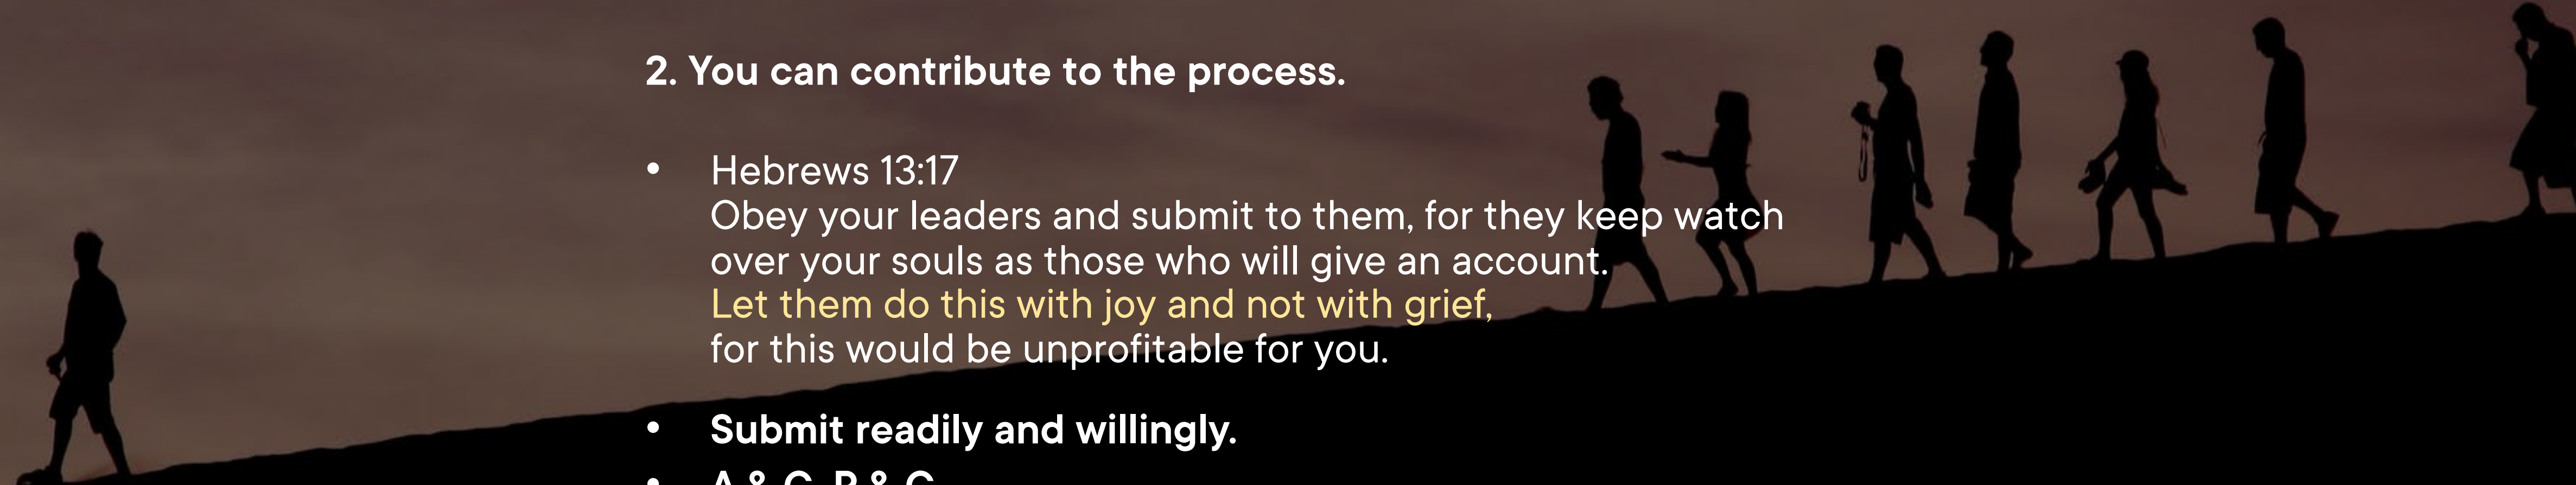 2. You can contribute to the process.
• Hebrews 13:17
Obey your leaders and submit to them, for they keep watch
over your souls as those who will give an account.
Let them do this with joy and not with grief,
for this would be unprofitable for you.
• Submit readily and willingly.